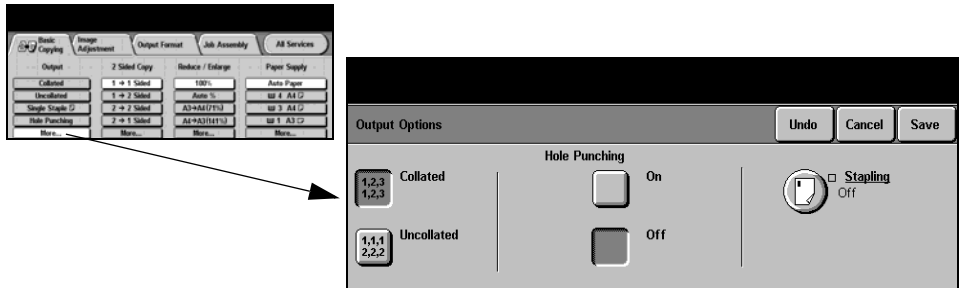 Basic Copying
Image Adjustment
Output Format
Job Assembly
All Services
Output
2 Sided Copy
Reduce / Enlarge
Paper Supply
Collated
1 → 1 Sided
100%
Auto Paper
Uncollated
1 → 2 Sided
Auto %
4 A4
Single Staple
2 → 2 Sided
A3→A4(71%)
3 A4
Hole Punching
2 → 1 Sided
A4→A3(141%)
1 A3
More...
More...
More...
More...
Output Options
Undo
Cancel
Save
Hole Punching
1,2,3
1,2,3
Collated
On
Stapling
Off
1,1,1
2,2,2
Uncollated
Off